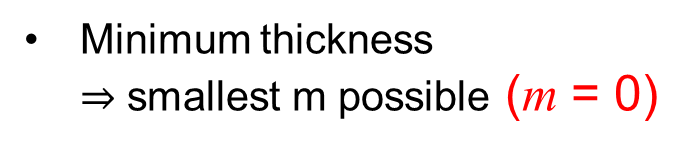 • Minimum thickness
⇒ smallest m possible (m = 0)